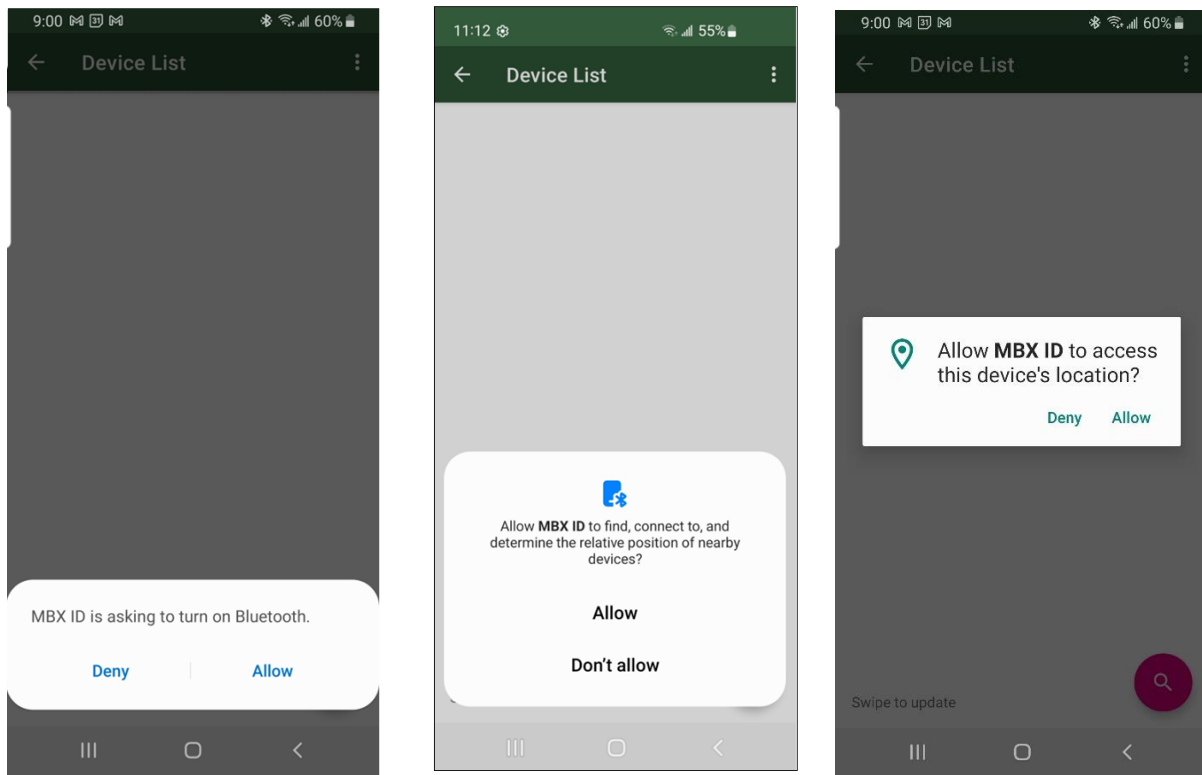 9:00 31 60%
Device List
MBX ID is asking to turn on Bluetooth.
Deny Allow
11:12 55%
Device List
Allow MBX ID to find, connect to, and
determine the relative position of nearby
devices?
Allow
Don't allow
9:00 31 60%
Device List
Allow MBX ID to access
this device's location?
Deny Allow
Swipe to update